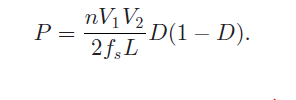 P = \frac{nV_1V_2}{2f_sL} D(1 − D).